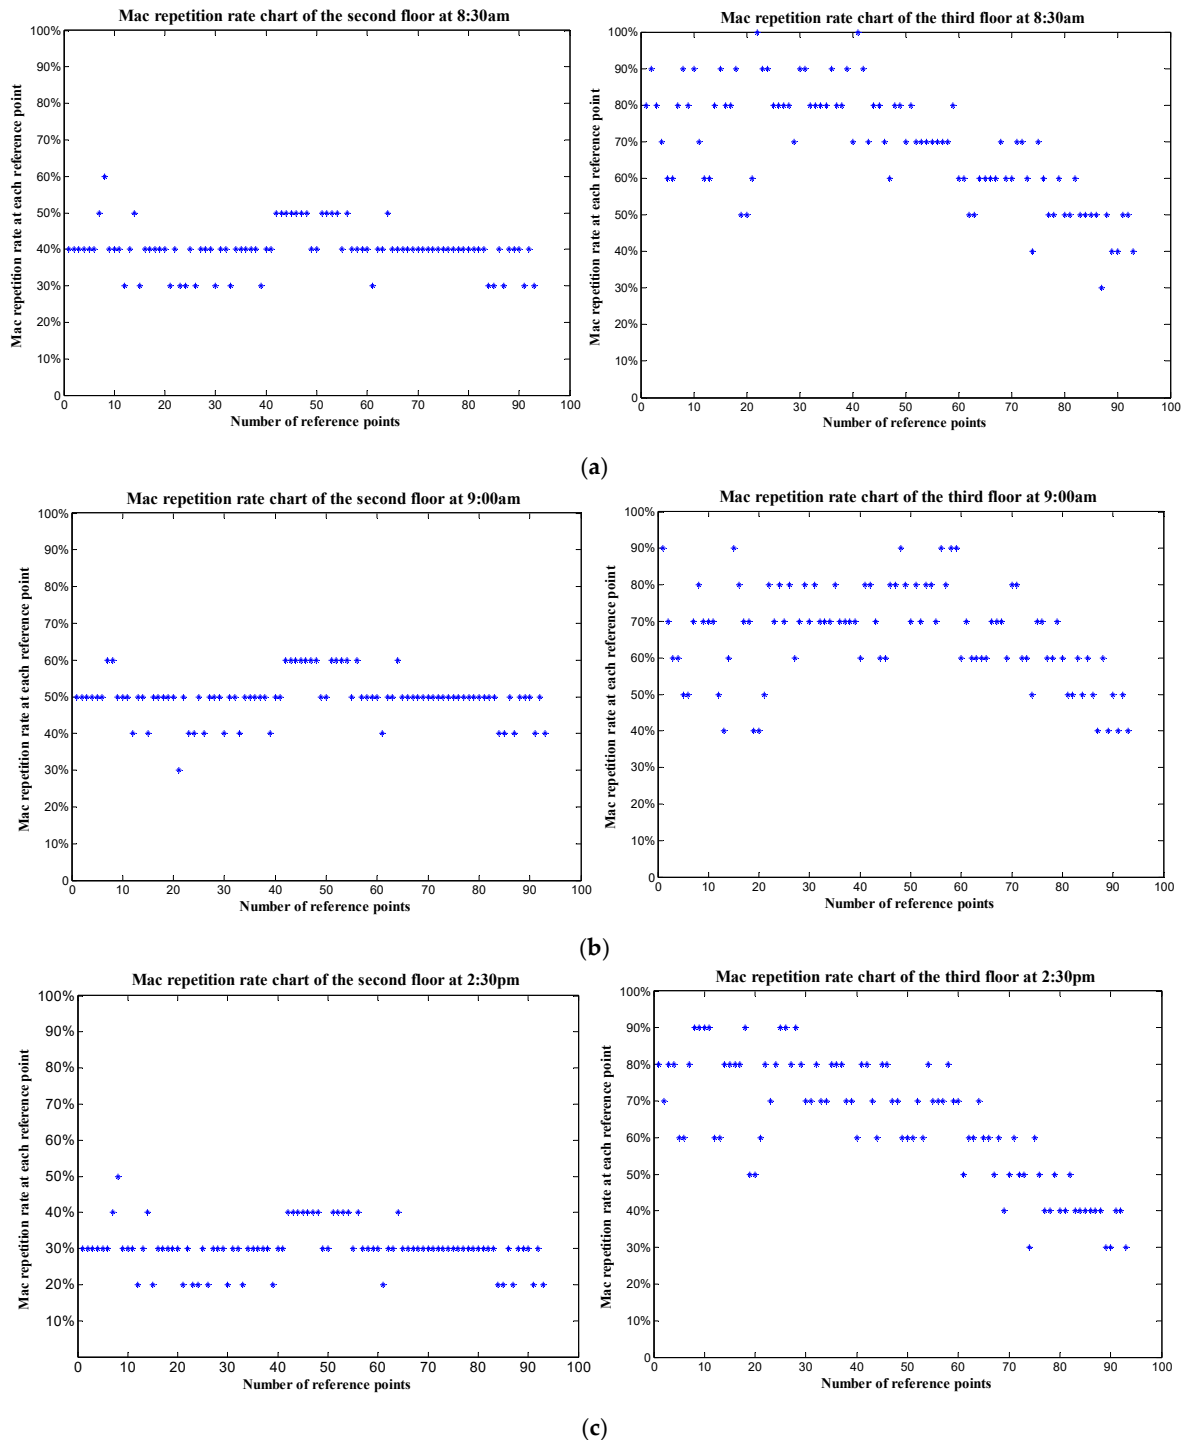 Mac repetition rate chart of the second floor at 8:30am
Mac repetition rate at each reference point
100%
90%
80%
70%
60%
50%
40%
30%
20%
10%
0
0 10 20 30 40 50 60 70 80 90 100
Number of reference points
Mac repetition rate chart of the third floor at 8:30am
Mac repetition rate at each reference point
100%
90%
80%
70%
60%
50%
40%
30%
20%
10%
0
0 10 20 30 40 50 60 70 80 90 100
Number of reference points
(a)
Mac repetition rate chart of the second floor at 9:00am
Mac repetition rate at each reference point
100%
90%
80%
70%
60%
50%
40%
30%
20%
10%
0
0 10 20 30 40 50 60 70 80 90 100
Number of reference points
Mac repetition rate chart of the third floor at 9:00am
Mac repetition rate at each reference point
100%
90%
80%
70%
60%
50%
40%
30%
20%
10%
0
0 10 20 30 40 50 60 70 80 90 100
Number of reference points
(b)
Mac repetition rate chart of the second floor at 2:30pm
Mac repetition rate at each reference point
100%
90%
80%
70%
60%
50%
40%
30%
20%
10%
0 10 20 30 40 50 60 70 80 90 100
Number of reference points
Mac repetition rate chart of the third floor at 2:30pm
Mac repetition rate at each reference point
100%
90%
80%
70%
60%
50%
40%
30%
20%
10%
0
0 10 20 30 40 50 60 70 80 90 100
Number of reference points
(c)